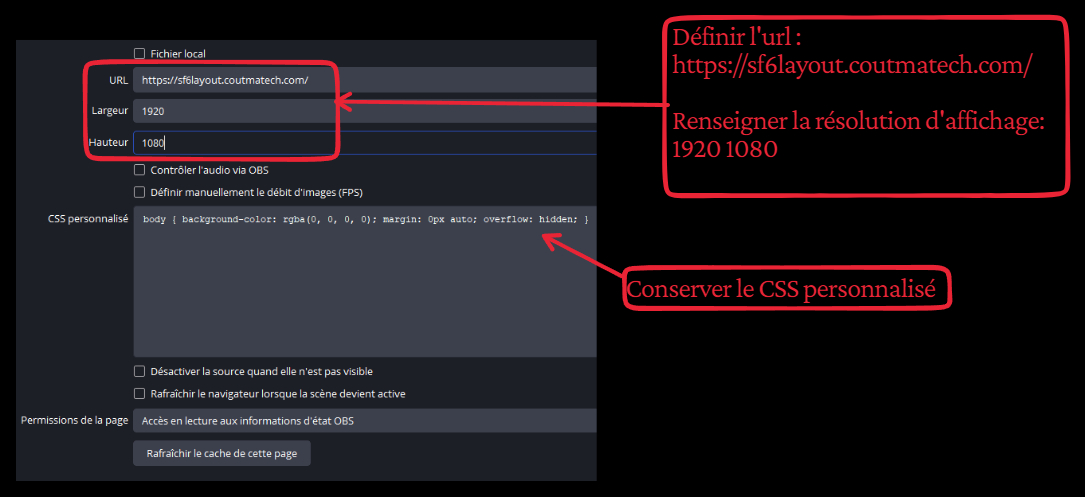 Fichier local
URL https://sf6layout.coutmatech.com/
Largeur 1920
Hauteur 1080
Contrôler l'audio via OBS
Définir manuellement le débit d'images (FPS)
CSS personnalisé body { background-color: rgba(0, 0, 0, 0); margin: 0px auto; overflow: hidden; }
Désactiver la source quand elle n'est pas visible
Rafraîchir le navigateur lorsque la scène devient active
Permissions de la page Accès en lecture aux informations d'état OBS
Rafraîchir le cache de cette page
Définir l'url :
https://sf6layout.coutmatech.com/
Renseigner la résolution d'affichage:
1920 1080
Conserver le CSS personnalisé